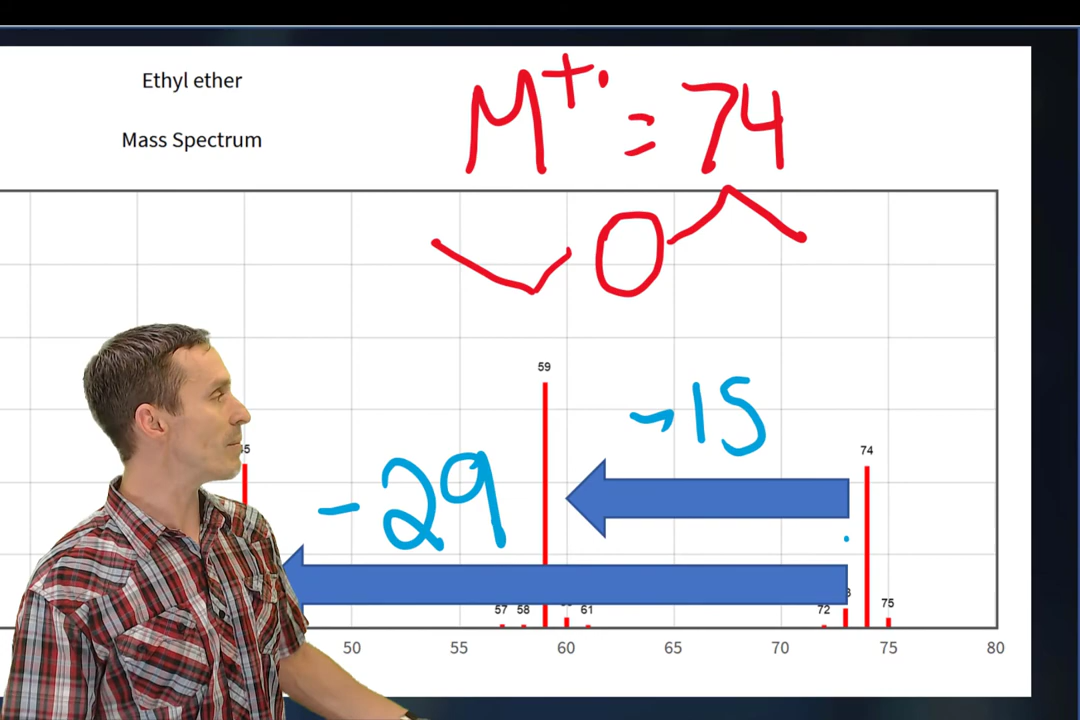 Ethyl ether
Mass Spectrum
M+· = 74
O
59
-15
45
74
-29
57 58 61 72 75
50 55 60 65 70 75 80